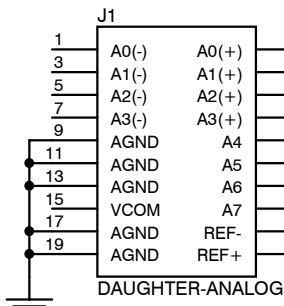 J1
1 A0(-) A0(+)
3 A1(-) A1(+)
5 A2(-) A2(+)
7 A3(-) A3(+)
9 AGND A4
11 AGND A5
13 AGND A6
15 VCOM A7
17 AGND REF-
19 AGND REF+
DAUGHTER-ANALOG